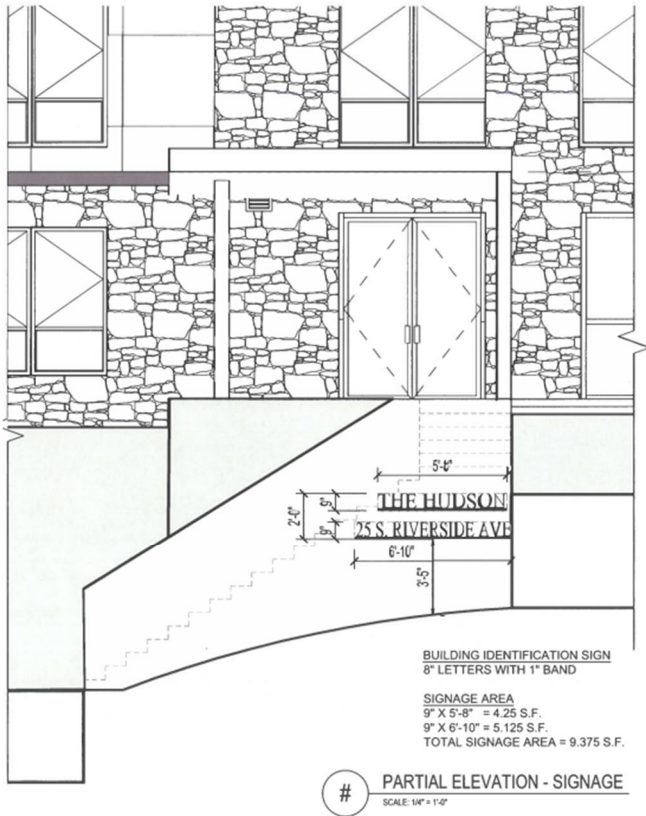 5'-8"
THE HUDSON
9"
2'-0"
9"
25 S. RIVERSIDE AVE
6'-10"
3'-5"
BUILDING IDENTIFICATION SIGN
8" LETTERS WITH 1" BAND
SIGNAGE AREA
9" X 5'-8" = 4.25 S.F.
9" X 6'-10" = 5.125 S.F.
TOTAL SIGNAGE AREA = 9.375 S.F.
# PARTIAL ELEVATION - SIGNAGE
SCALE: 1/4" = 1'-0"